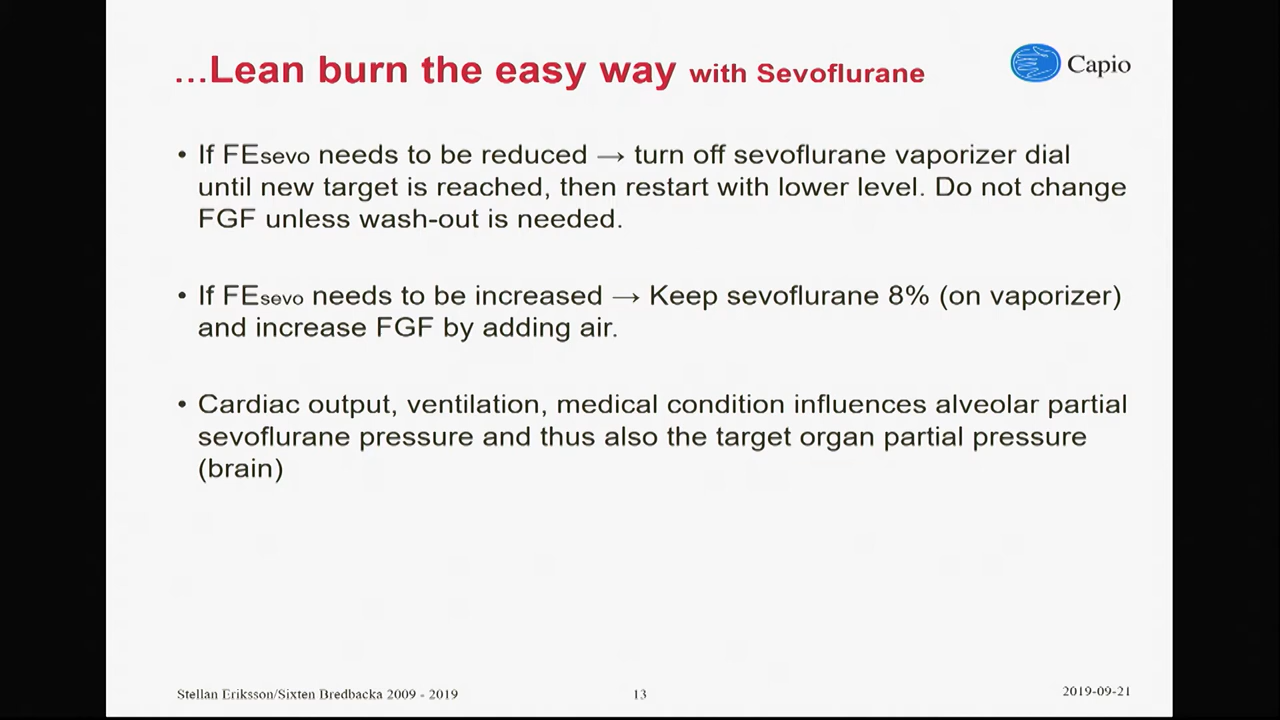 ...Lean burn the easy way with Sevoflurane
Capio
• If FEsevo needs to be reduced → turn off sevoflurane vaporizer dial
until new target is reached, then restart with lower level. Do not change
FGF unless wash-out is needed.
• If FEsevo needs to be increased → Keep sevoflurane 8% (on vaporizer)
and increase FGF by adding air.
• Cardiac output, ventilation, medical condition influences alveolar partial
sevoflurane pressure and thus also the target organ partial pressure
(brain)
Stellan Eriksson/Sixten Bredbacka 2009 - 2019
13
2019-09-21